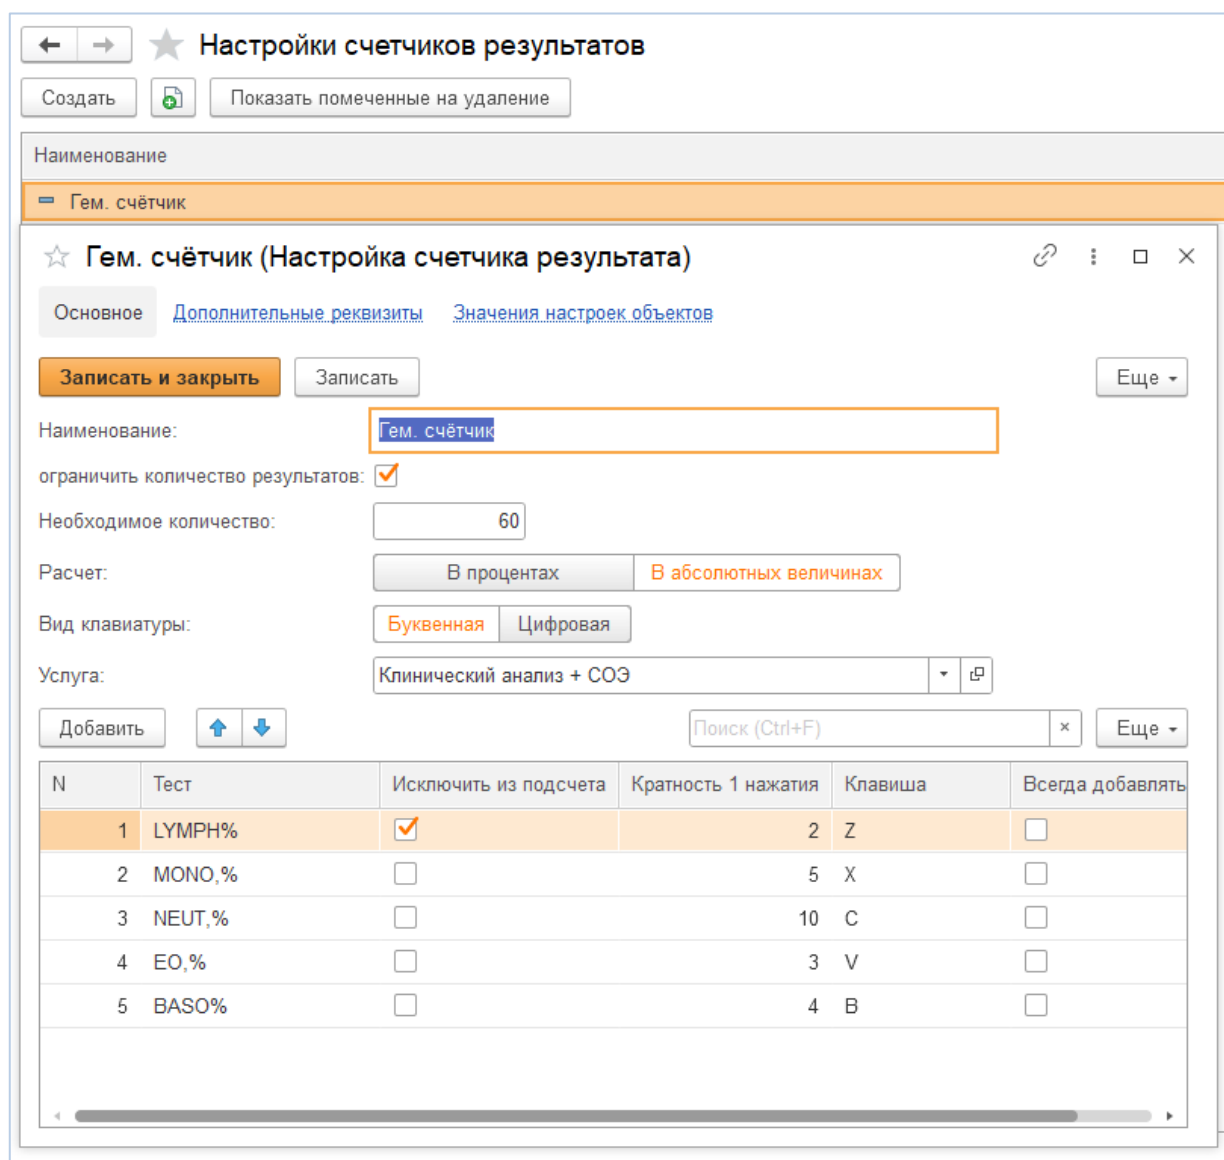 Настройки счетчиков результатов
Создать Показать помеченные на удаление
Наименование
Гем. счётчик
Гем. счётчик (Настройка счетчика результата)
Основное Дополнительные реквизиты Значения настроек объектов
Записать и закрыть Записать Еще
Наименование: Гем. счётчик
ограничить количество результатов:
Необходимое количество: 60
Расчет: В процентах В абсолютных величинах
Вид клавиатуры: Буквенная Цифровая
Услуга: Клинический анализ + СОЭ
Добавить Поиск (Ctrl+F) × Еще
N Тест Исключить из подсчета Кратность 1 нажатия Клавиша Всегда добавлять
1 LYMPH% 2 Z
2 MONO,% 5 X
3 NEUT,% 10 C
4 EO,% 3 V
5 BASO% 4 B